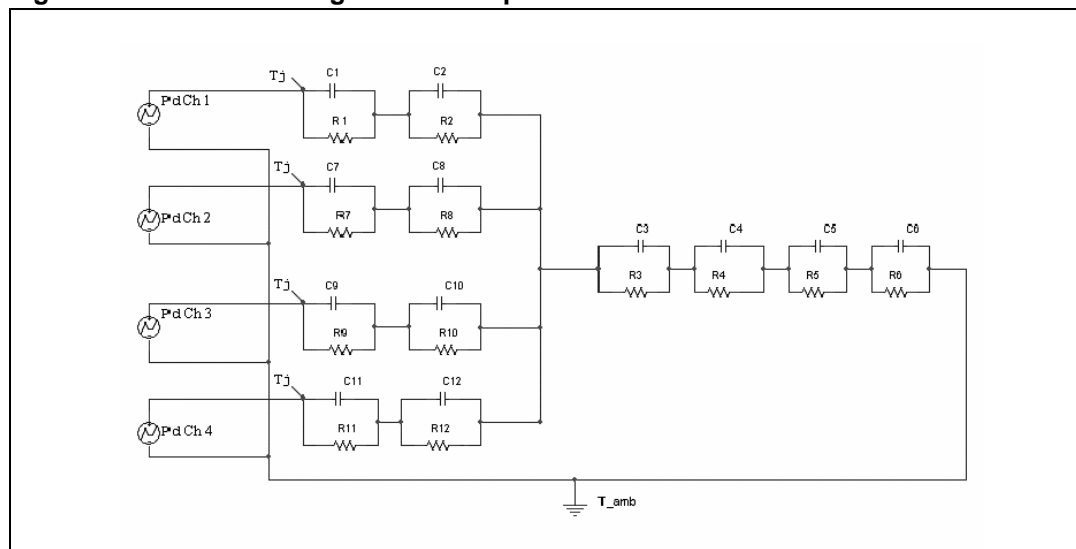 Tj
C1
C2
PdCh1
R1
R2
Tj
C7
C8
PdCh2
R7
R8
C3
C4
C5
C6
R3
R4
R5
R6
Tj
C9
C10
PdCh3
R9
R10
Tj
C11
C12
PdCh4
R11
R12
T_amb